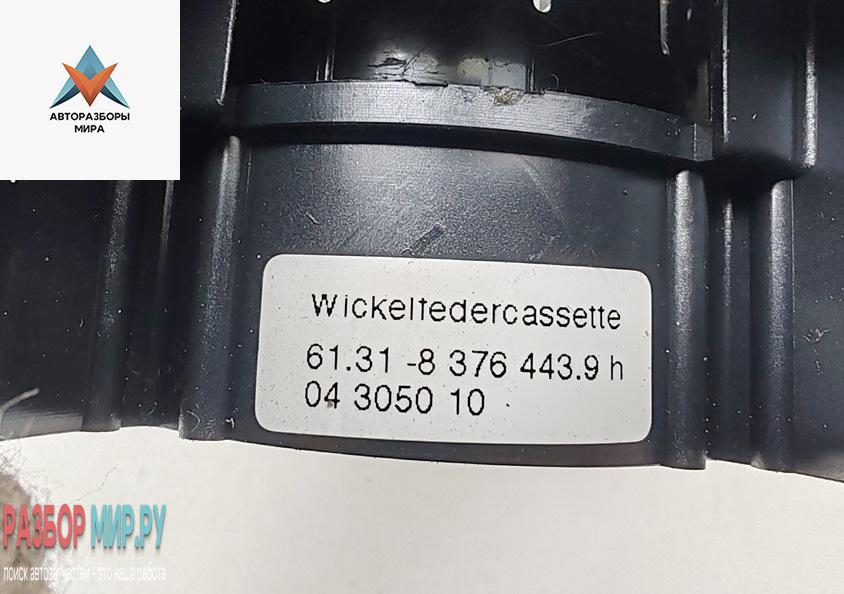 АВТОРАЗБОРЫ
МИРА
Wickelfedercassette
61.31 -8 376 443.9 h
04 3050 10
РАЗБОР МИР.РУ
поиск автозапчастей - это наша работа